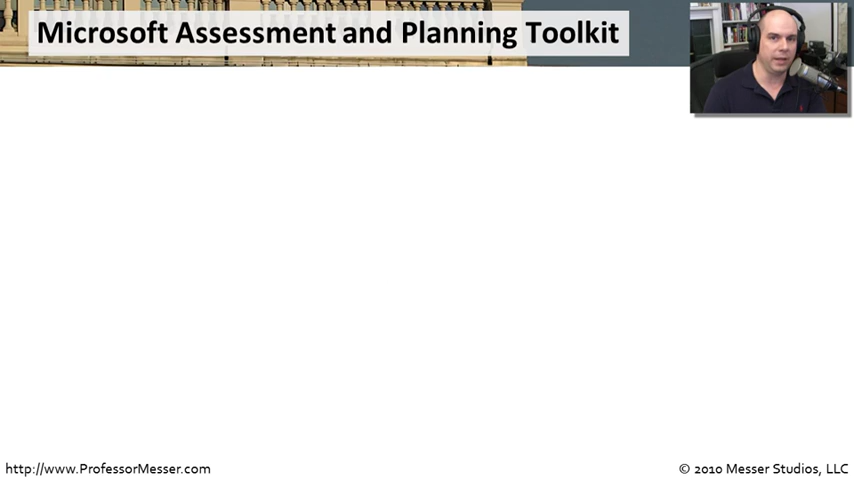 Microsoft Assessment and Planning Toolkit
http://www.ProfessorMesser.com
© 2010 Messer Studios, LLC